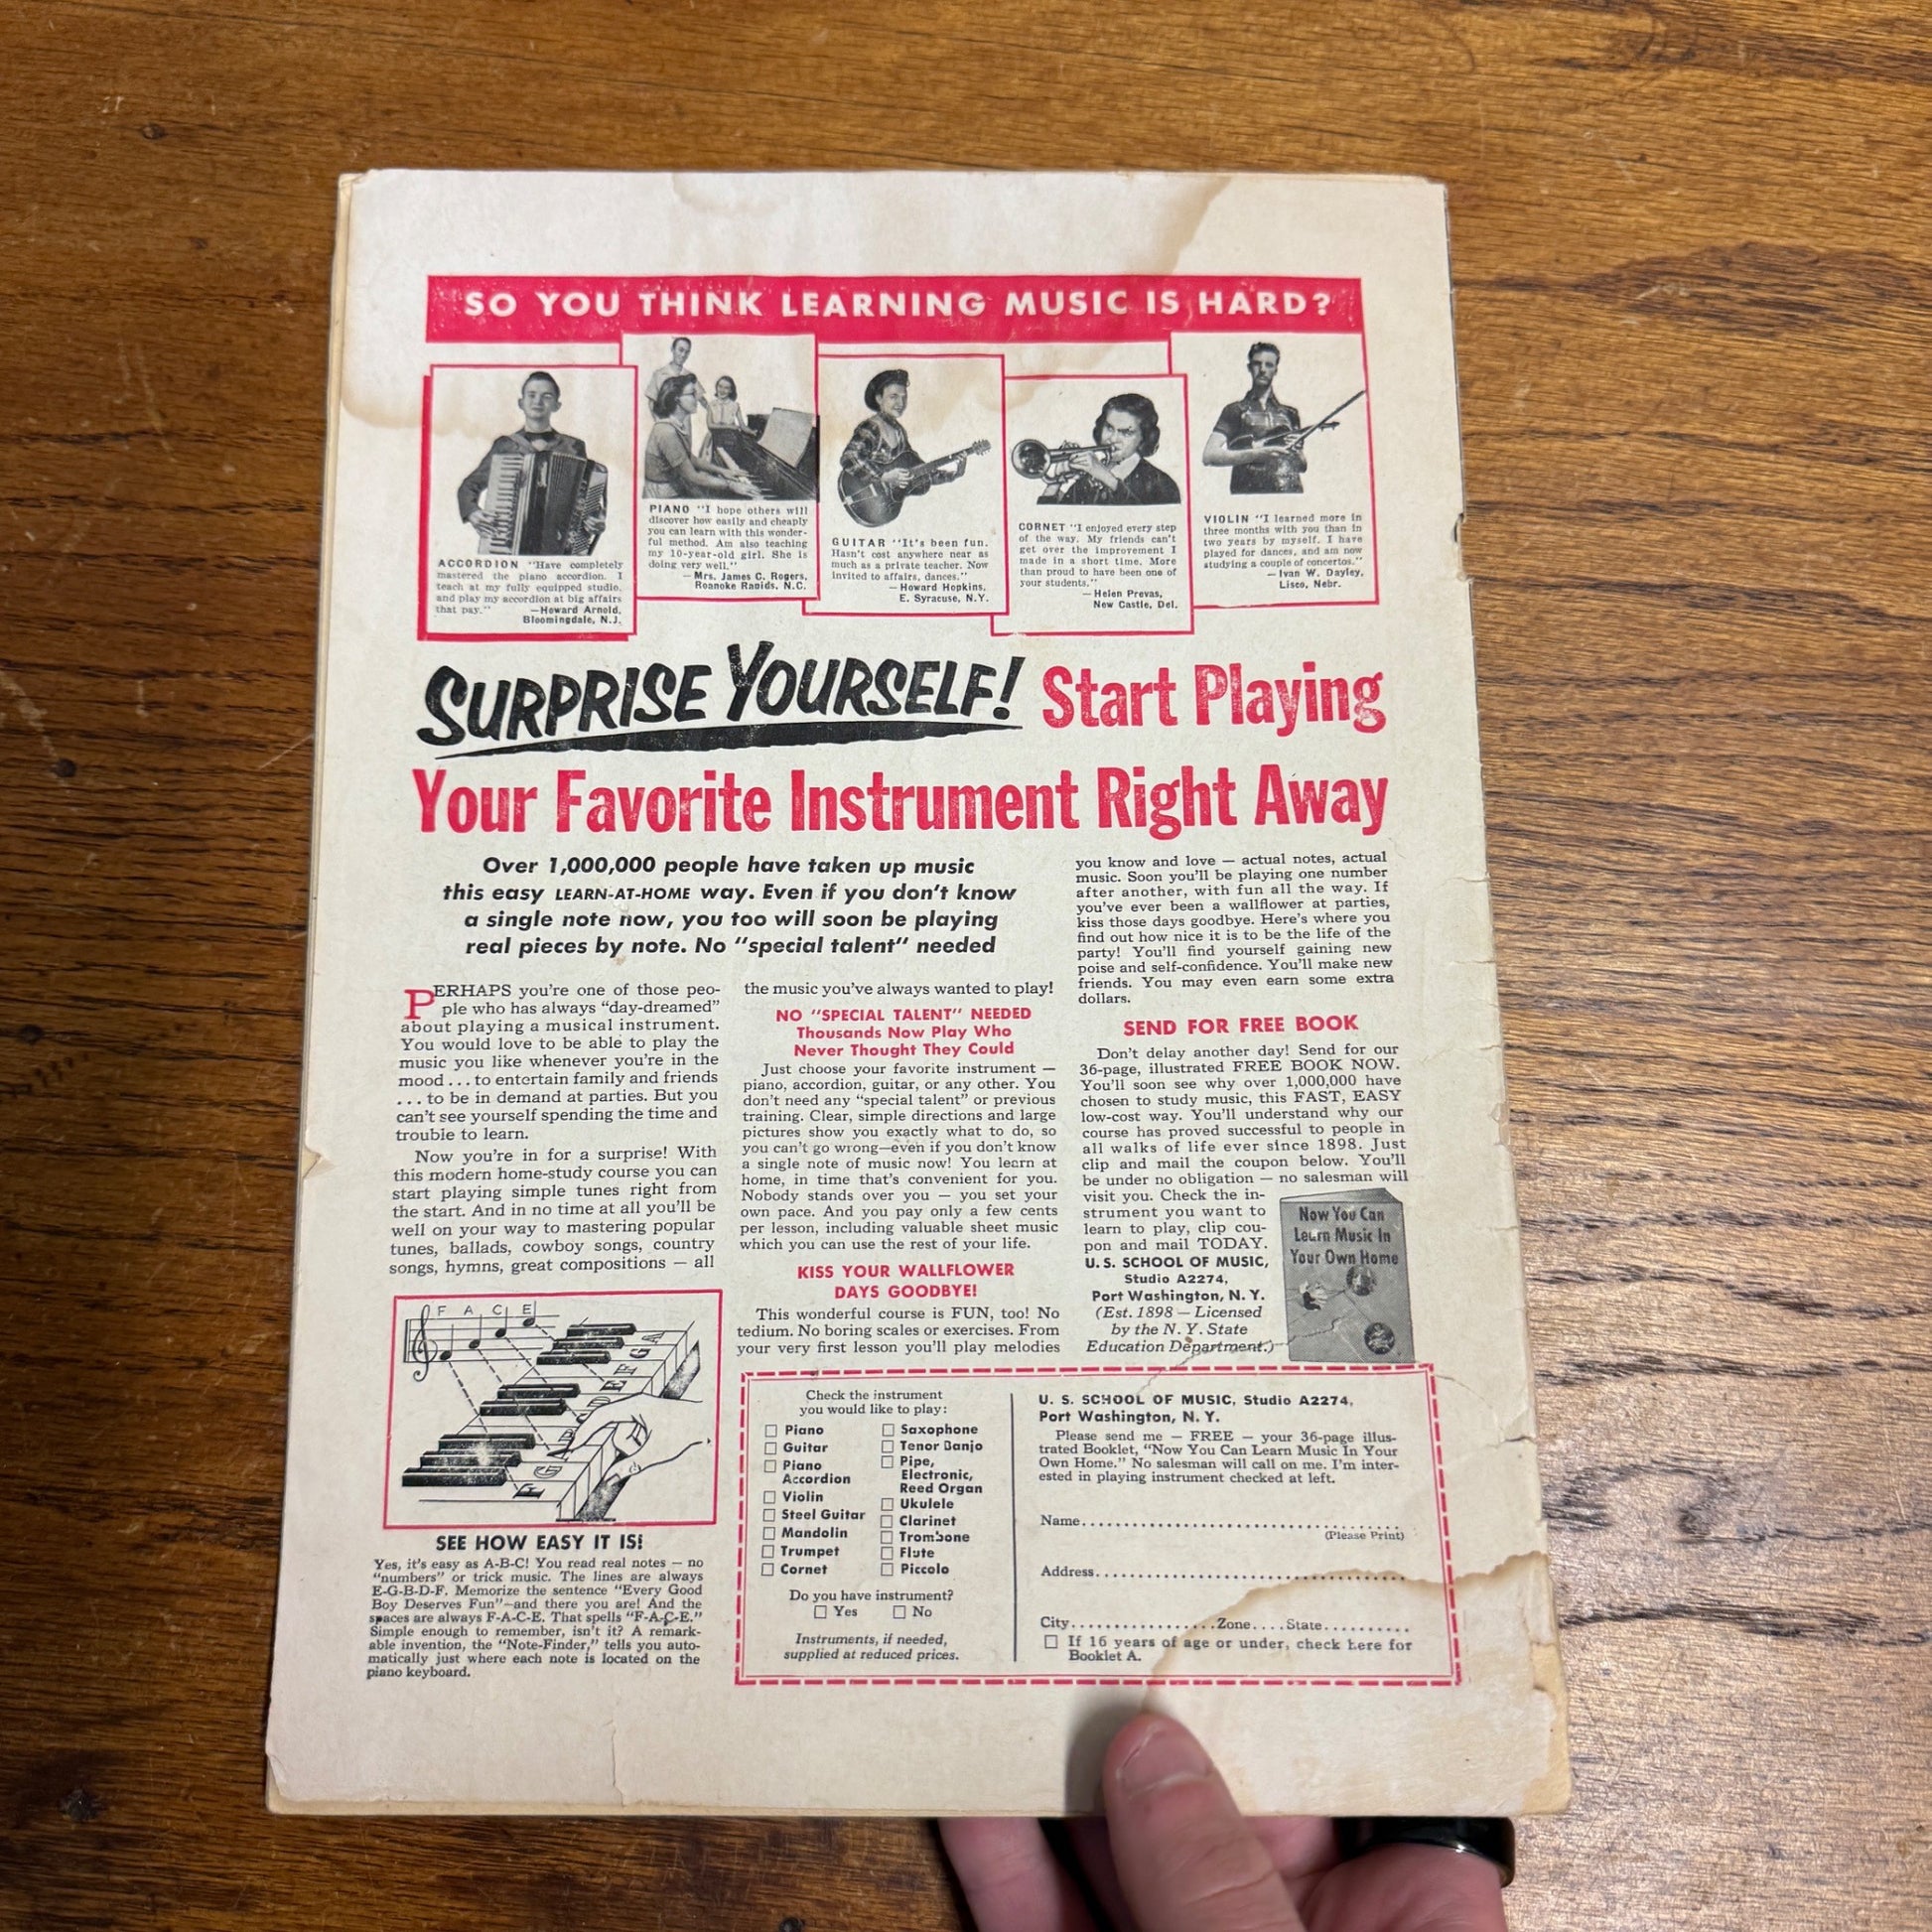 SO YOU THINK LEARNING MUSIC IS HARD?
ACCORDION "Have completely
mastered the piano accordion. I
teach at my fully equipped studio,
and play my accordion at big affairs
that pay."
—Howard Arnold,
Bloomingdale, N.J.
PIANO "I hope others will
discover how easily and cheaply
you can learn with this wonder-
ful method. Am also teaching
my 10-year-old girl. She is
doing very well."
—Mrs. James C. Rogers,
Roanoke Rapids, N.C.
GUITAR "It's been fun.
Hasn't cost anywhere near as
much as a private teacher. Now
invited to affairs, dances."
—Howard Hopkins,
E. Syracuse, N.Y.
CORNET "I enjoyed every step
of the way. My friends can't
get over the improvement I
made in a short time. More
than proud to have been one of
your students."
—Helen Prevas,
New Castle, Del.
VIOLIN "I learned more in
three months with you than in
two years by myself. I have
played for dances, and am now
studying a couple of concertos."
—Ivan W. Dayley,
Lisco, Nebr.
SURPRISE YOURSELF! Start Playing
Your Favorite Instrument Right Away
Over 1,000,000 people have taken up music
this easy LEARN-AT-HOME way. Even if you don't know
a single note now, you too will soon be playing
real pieces by note. No "special talent" needed
PERHAPS you're one of those peo-
ple who has always "day-dreamed"
about playing a musical instrument.
You would love to be able to play the
music you like whenever you're in the
mood . . . to entertain family and friends
. . . to be in demand at parties. But you
can't see yourself spending the time and
trouble to learn.
Now you're in for a surprise! With
this modern home-study course you can
start playing simple tunes right from
the start. And in no time at all you'll be
well on your way to mastering popular
tunes, ballads, cowboy songs, country
songs, hymns, great compositions — all
F A C E
F G A B C D E F G A
SEE HOW EASY IT IS!
Yes, it's easy as A-B-C! You read real notes — no
"numbers" or trick music. The lines are always
E-G-B-D-F. Memorize the sentence "Every Good
Boy Deserves Fun"—and there you are! And the
spaces are always F-A-C-E. That spells "F-A-C-E."
Simple enough to remember, isn't it? A remark-
able invention, the "Note-Finder," tells you auto-
matically just where each note is located on the
piano keyboard.
the music you've always wanted to play!
NO "SPECIAL TALENT" NEEDED
Thousands Now Play Who
Never Thought They Could
Just choose your favorite instrument —
piano, accordion, guitar, or any other. You
don't need any "special talent" or previous
training. Clear, simple directions and large
pictures show you exactly what to do, so
you can't go wrong—even if you don't know
a single note of music now! You learn at
home, in time that's convenient for you.
Nobody stands over you — you set your
own pace. And you pay only a few cents
per lesson, including valuable sheet music
which you can use the rest of your life.
KISS YOUR WALLFLOWER
DAYS GOODBYE!
This wonderful course is FUN, too! No
tedium. No boring scales or exercises. From
your very first lesson you'll play melodies
you know and love — actual notes, actual
music. Soon you'll be playing one number
after another, with fun all the way. If
you've ever been a wallflower at parties,
kiss those days goodbye. Here's where you
find out how nice it is to be the life of the
party! You'll find yourself gaining new
poise and self-confidence. You'll make new
friends. You may even earn some extra
dollars.
SEND FOR FREE BOOK
Don't delay another day! Send for our
36-page, illustrated FREE BOOK NOW.
You'll soon see why over 1,000,000 have
chosen to study music, this FAST, EASY
low-cost way. You'll understand why our
course has proved successful to people in
all walks of life ever since 1898. Just
clip and mail the coupon below. You'll
be under no obligation — no salesman will
visit you. Check the in-
strument you want to
learn to play, clip cou-
pon and mail TODAY.
U.S. SCHOOL OF MUSIC,
Studio A2274,
Port Washington, N. Y.
(Est. 1898 — Licensed
by the N. Y. State
Education Department.)
Now You Can
Learn Music In
Your Own Home
Check the instrument
you would like to play:
Piano
Guitar
Piano
Accordion
Violin
Steel Guitar
Mandolin
Trumpet
Cornet
Saxophone
Tenor Banjo
Pipe,
Electronic,
Reed Organ
Ukulele
Clarinet
Trombone
Flute
Piccolo
Do you have instrument?
Yes No
Instruments, if needed,
supplied at reduced prices.
U. S. SCHOOL OF MUSIC, Studio A2274,
Port Washington, N. Y.
Please send me — FREE — your 36-page illus-
trated Booklet, "Now You Can Learn Music In Your
Own Home." No salesman will call on me. I'm inter-
ested in playing instrument checked at left.
Name
(Please Print)
Address
City Zone State
If 16 years of age or under, check here for
Booklet A.